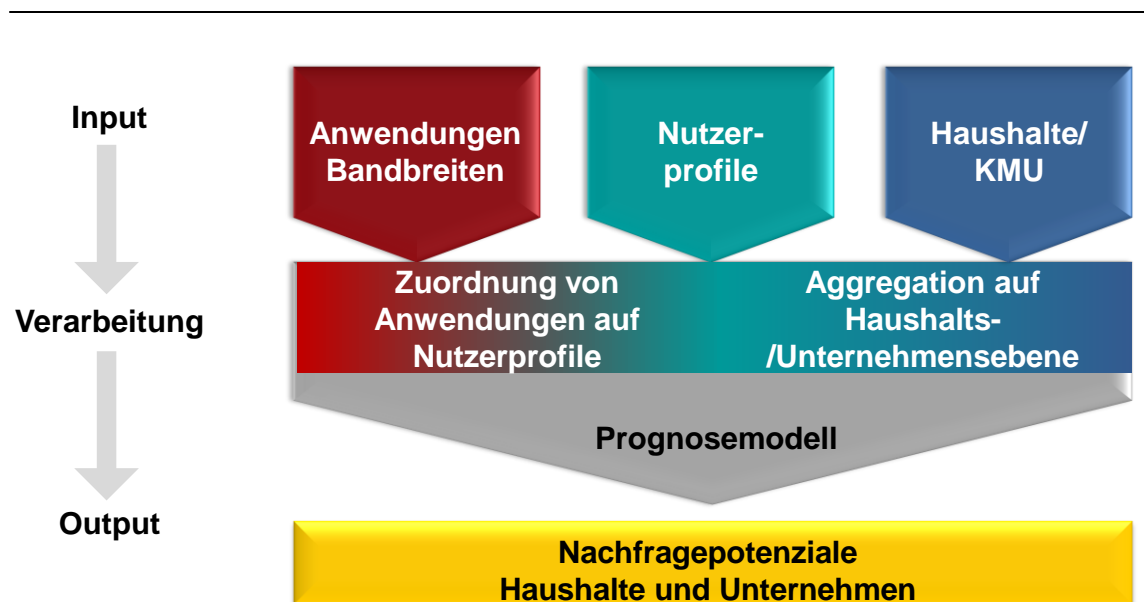 Input
Anwendungen
Bandbreiten
Nutzer-
profile
Haushalte/
KMU
Verarbeitung
Zuordnung von
Anwendungen auf
Nutzerprofile
Aggregation auf
Haushalts-
/Unternehmensebene
Prognosemodell
Output
Nachfragepotenziale
Haushalte und Unternehmen